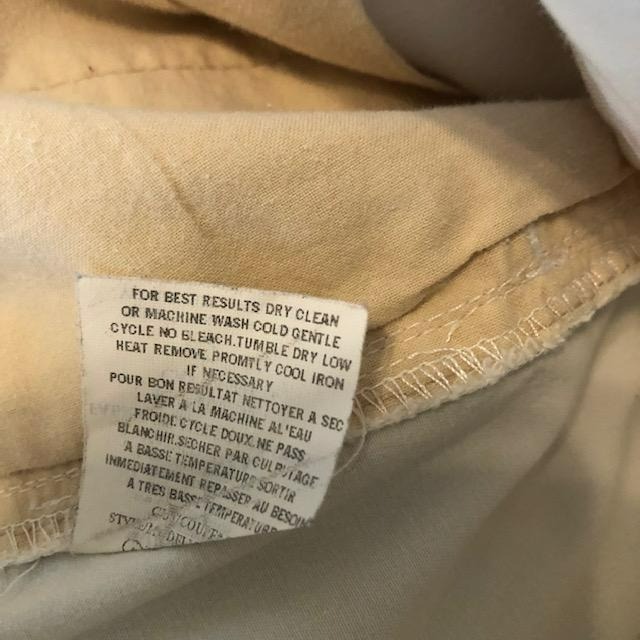 FOR BEST RESULTS DRY CLEAN
OR MACHINE WASH COLD GENTLE
CYCLE NO BLEACH.TUMBLE DRY LOW
HEAT REMOVE PROMTLY COOL IRON
IF NECESSARY
POUR BON RESULTAT NETTOYER A SEC
LAVER A LA MACHINE AL'EAU
FROIDE.CYCLE DOUX.NE PASS
BLANCHIR.SECHER PAR CULPUTAGE
A BASSE TEMPERATURE SORTIR
IMMEDIATEMENT REPASSER AU BESOIN
A TRES BASSE TEMPERATURE